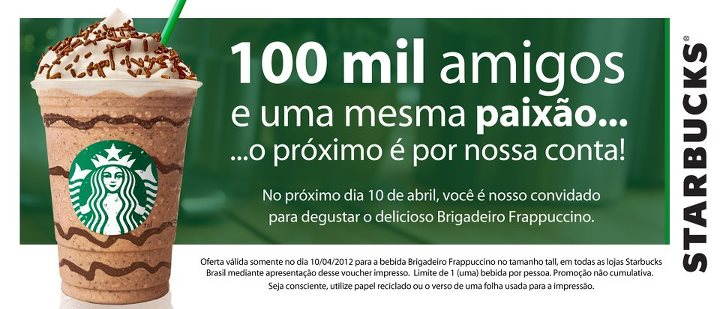 100 mil amigos
e uma mesma paixão...
...o próximo é por nossa conta!
No próximo dia 10 de abril, você é nosso convidado
para degustar o delicioso Brigadeiro Frappuccino.
STARBUCKS®
Oferta válida somente no dia 10/04/2012 para a bebida Brigadeiro Frappuccino no tamanho tall, em todas as lojas Starbucks
Brasil mediante apresentação desse voucher impresso. Limite de 1 (uma) bebida por pessoa. Promoção não cumulativa.
Seja consciente, utilize papel reciclado ou o verso de uma folha usada para a impressão.